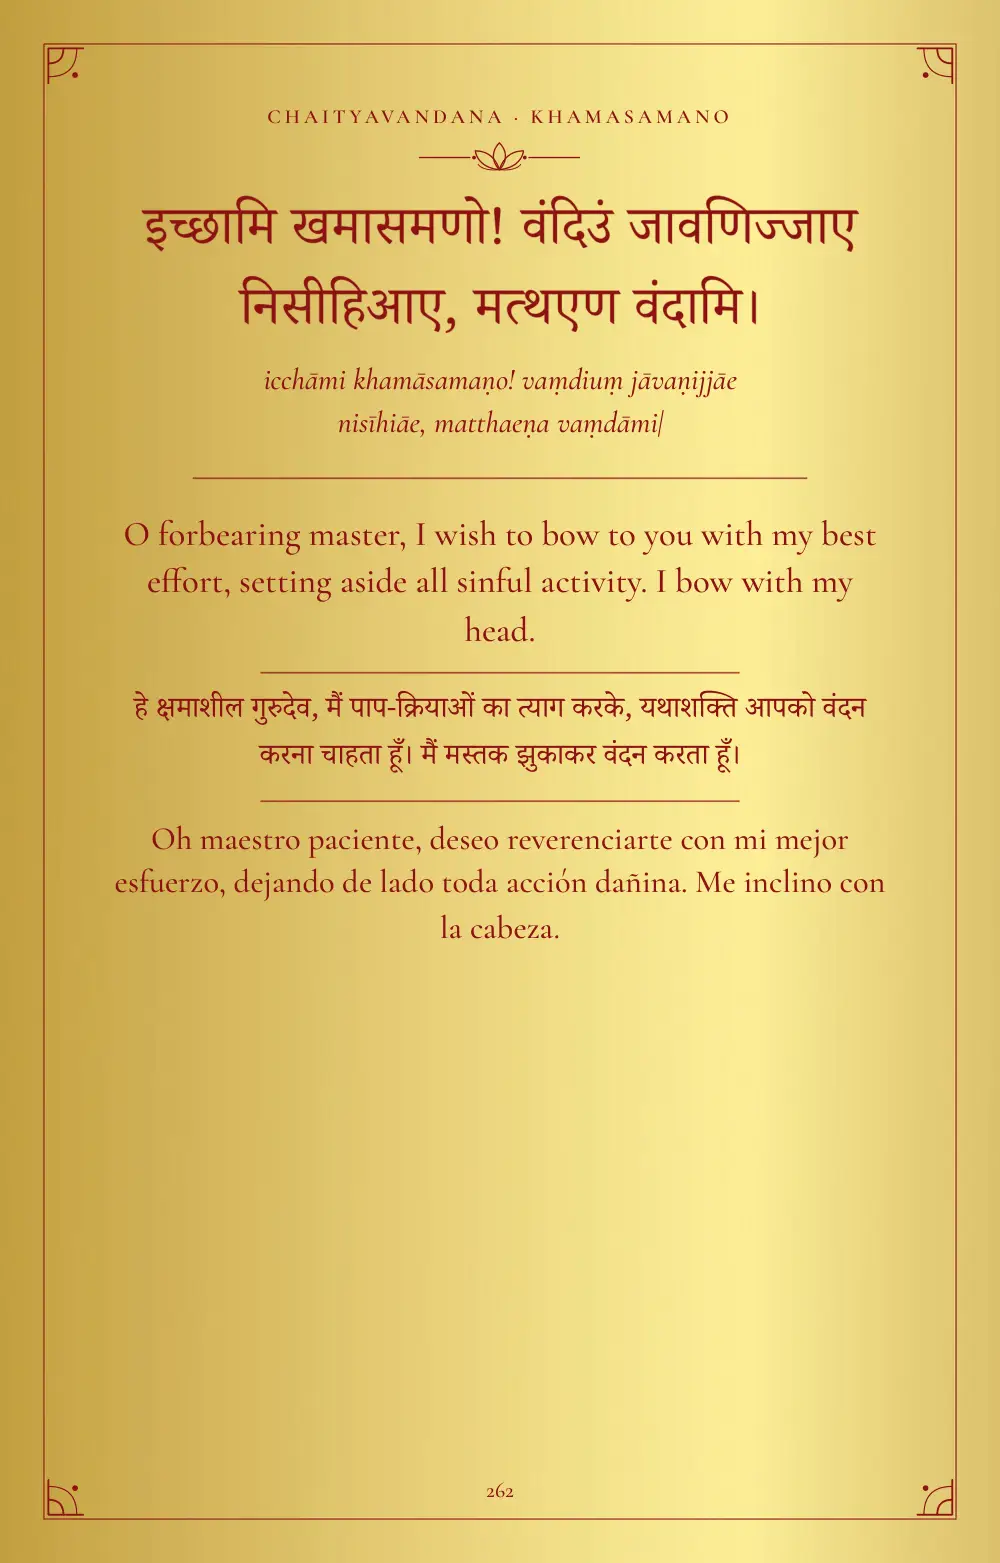 CHAITYAVANDANA · KHAMASAMANO
इच्छामि खमासमणो! वंदिउं जावणिज्जाए
निसीहिआए, मत्थएण वंदामि।
icchāmi khamāsamaṇo! vaṃdiuṃ jāvaṇijjāe
nisīhiāe, matthaeṇa vaṃdāmi|
O forbearing master, I wish to bow to you with my best
effort, setting aside all sinful activity. I bow with my
head.
हे क्षमाशील गुरुदेव, मैं पाप-क्रियाओं का त्याग करके, यथाशक्ति आपको वंदन
करना चाहता हूँ। मैं मस्तक झुकाकर वंदन करता हूँ।
Oh maestro paciente, deseo reverenciarte con mi mejor
esfuerzo, dejando de lado toda acción dañina. Me inclino con
la cabeza.
262